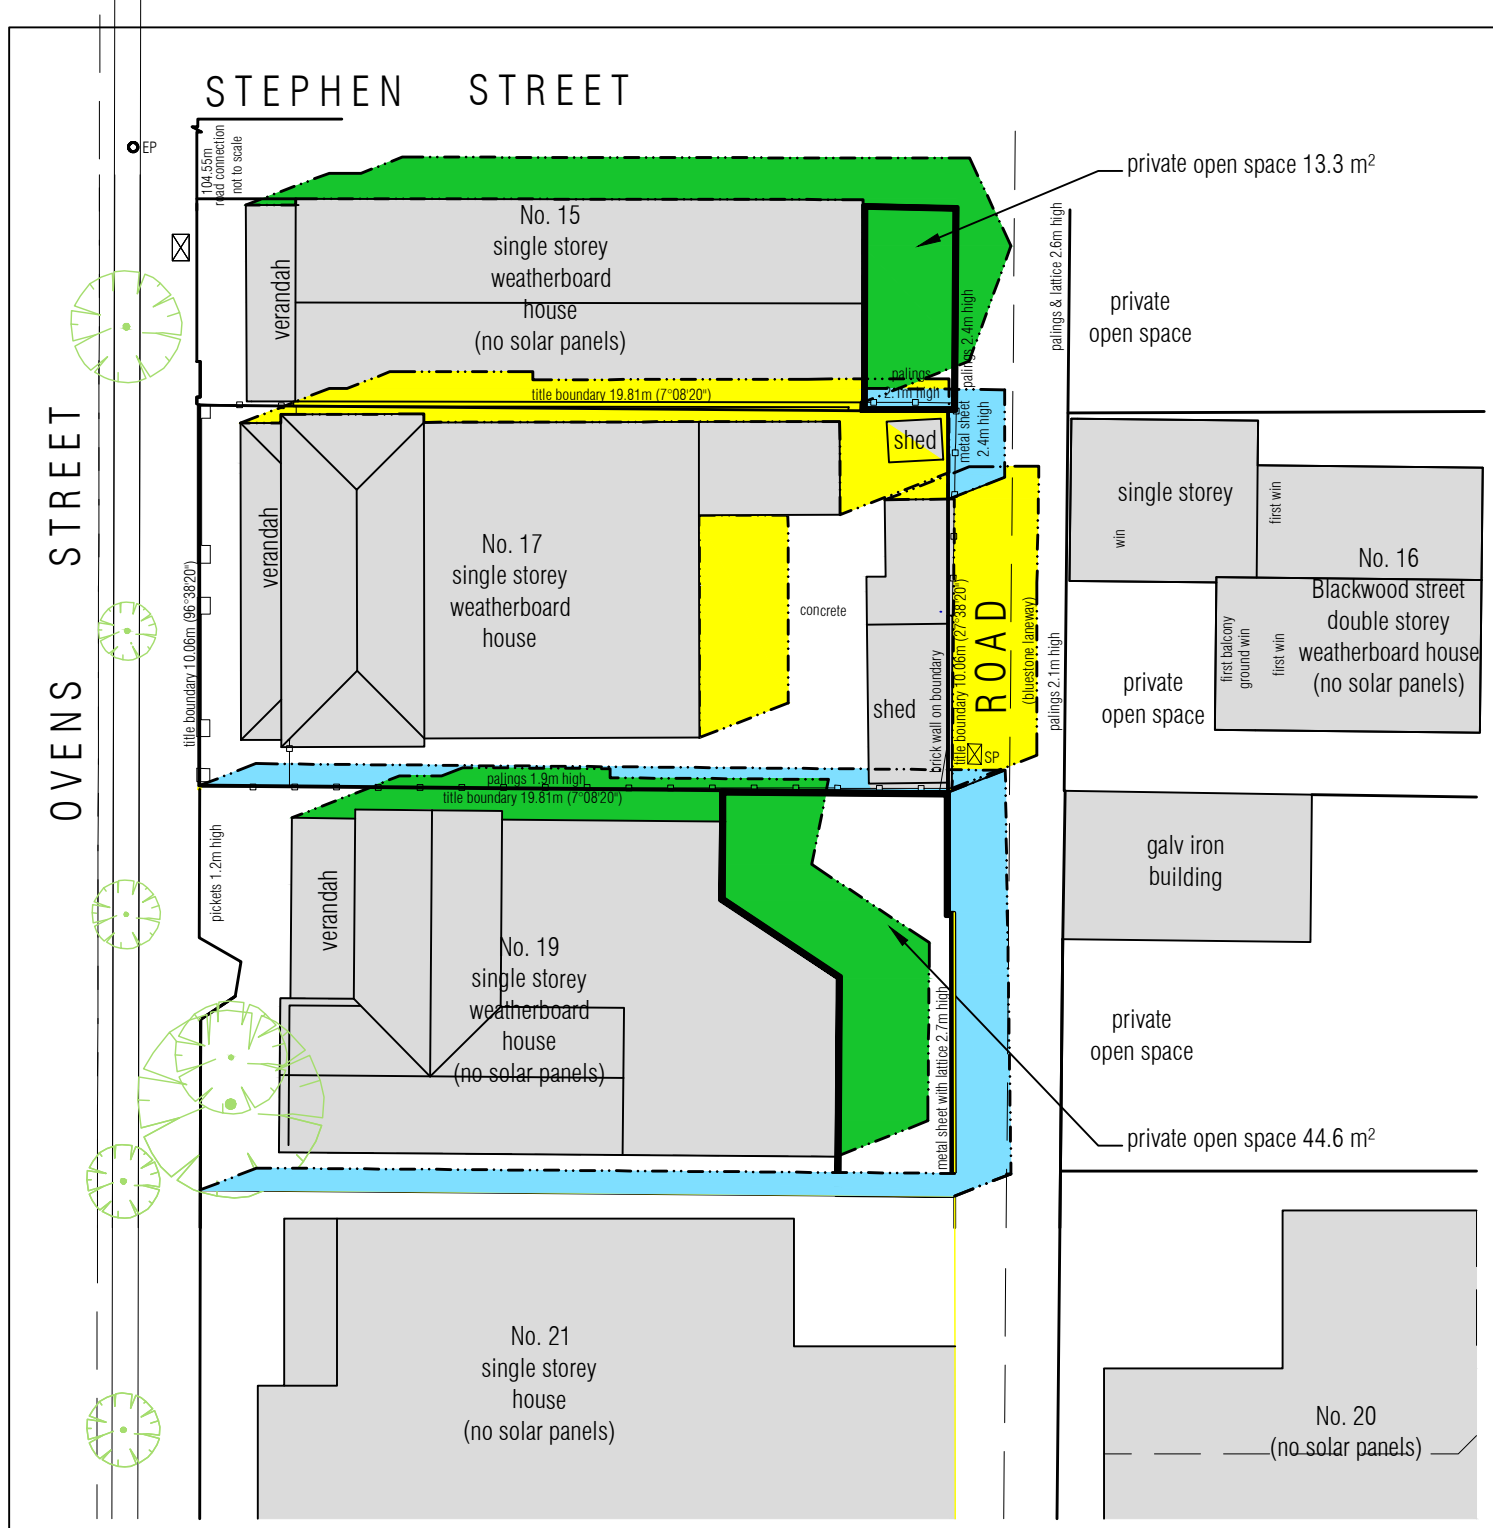 STEPHEN STREET
EP
104.55m
road connection
not to scale
private open space 13.3 m²
No. 15
single storey
weatherboard
house
(no solar panels)
verandah
palings & lattice 2.6m high
palings 2.4m high
private
open space
palings
2.1m high
title boundary 19.81m (7°08'20")
metal sheet
2.4m high
shed
OVENS STREET
verandah
No. 17
single storey
weatherboard
house
title boundary 10.06m (96°38'20")
concrete
shed
brick wall on boundary
title boundary 10.06m (27°38'20")
ROAD
(bluestone laneway)
SP
palings 2.1m high
single storey
win
first win
No. 16
Blackwood street
double storey
weatherboard house
(no solar panels)
first balcony
ground win
first win
private
open space
palings 1.9m high
title boundary 19.81m (7°08'20")
pickets 1.2m high
verandah
No. 19
single storey
weatherboard
house
(no solar panels)
galv iron
building
metal sheet with lattice 2.7m high
private
open space
private open space 44.6 m²
No. 21
single storey
house
(no solar panels)
No. 20
(no solar panels)